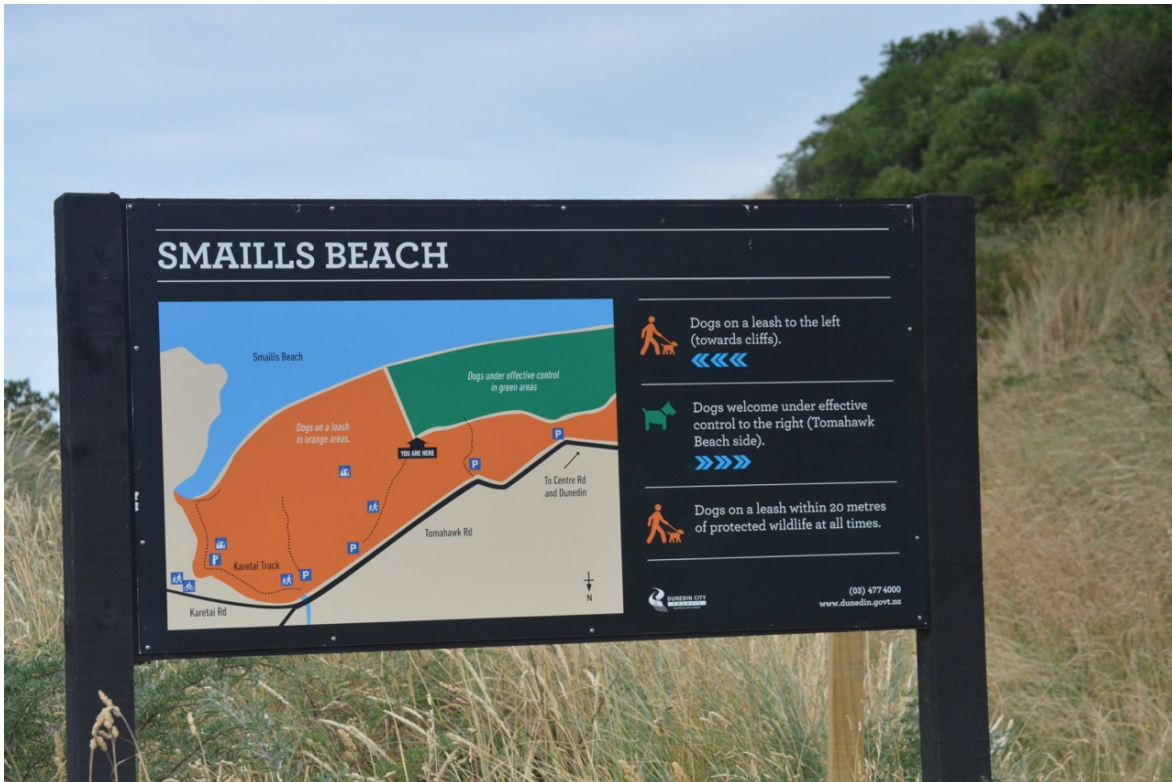 SMAILLS BEACH
Smaills Beach
Dogs under effective control
in green areas
Dogs on a leash
in orange areas.
YOU ARE HERE
P
P
To Centre Rd
and Dunedin
Tomahawk Rd
P
Karetai Track
P
Karetai Rd
N
Dogs on a leash to the left
(towards cliffs).
Dogs welcome under effective
control to the right (Tomahawk
Beach side).
Dogs on a leash within 20 metres
of protected wildlife at all times.
DUNEDIN CITY
COUNCIL
(03) 477 4000
www.dunedin.govt.nz